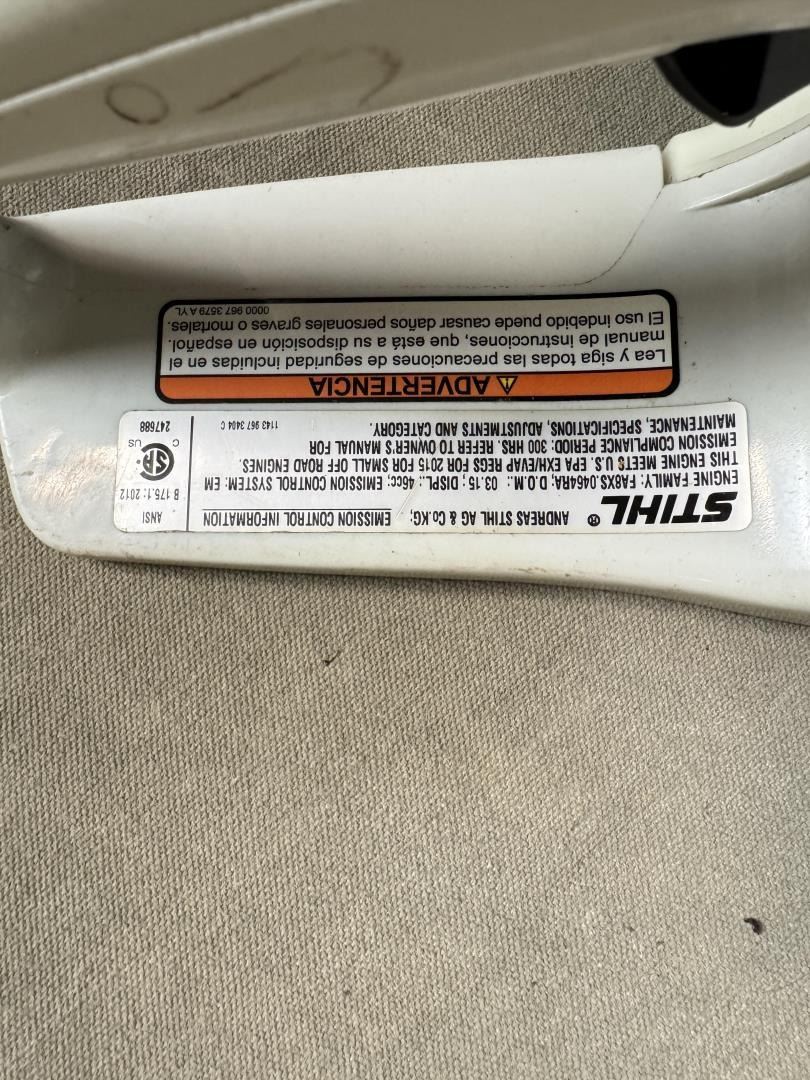 STIHL ® ANDREAS STIHL AG & Co.KG; EMISSION CONTROL INFORMATION
ENGINE FAMILY: FA8XS.0464RA; D.O.M.: 03.15 ; DISPL.: 46cc; EMISSION CONTROL SYSTEM: EM
THIS ENGINE MEETS U.S. EPA EXH/EVAP REGS FOR 2015 FOR SMALL OFF ROAD ENGINES.
EMISSION COMPLIANCE PERIOD: 300 HRS. REFER TO OWNER'S MANUAL FOR
MAINTENANCE, SPECIFICATIONS, ADJUSTMENTS AND CATEGORY.
1143 967 3404 C
ANSI
B 175.1: 2012
SA
C US
247688
ADVERTENCIA
Lea y siga todas las precauciones de seguridad incluidas en el
manual de instrucciones, que está a su disposición en español.
El uso indebido puede causar daños personales graves o mortales.
0000 967 3579 A YL